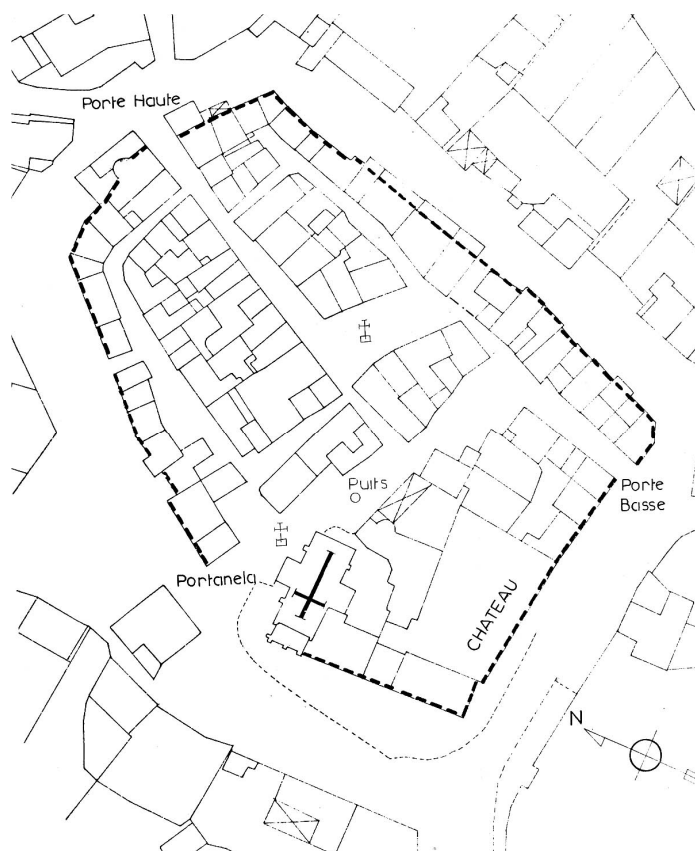 Porte Haute
Puits
Porte
Basse
Portanela
CHATEAU
N